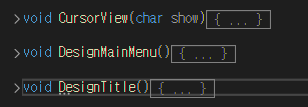 void CursorView(char show){ ... }
void DesignMainMenu(){ ... }
void DesignTitle(){ ... }